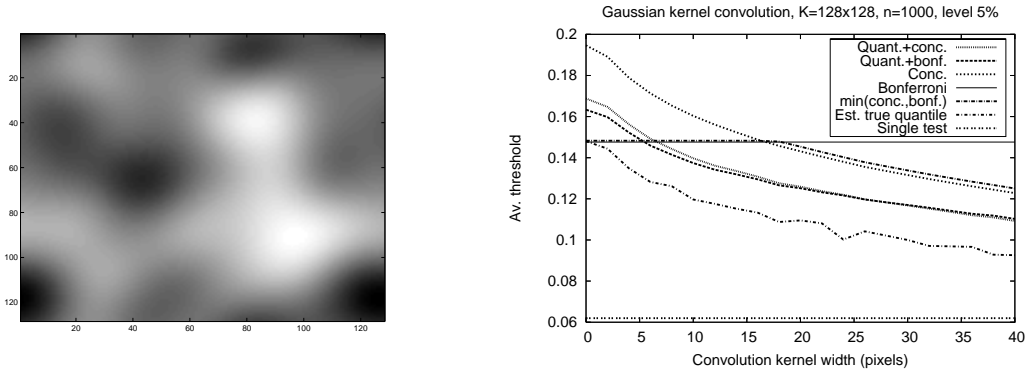 20
40
60
80
100
120
20 40 60 80 100 120
Gaussian kernel convolution, K=128x128, n=1000, level 5%
0.2
0.18
0.16
0.14
0.12
0.1
0.08
0.06
Av. threshold
Quant.+conc.
Quant.+bonf.
Conc.
Bonferroni
min(conc.,bonf.)
Est. true quantile
Single test
0 5 10 15 20 25 30 35 40
Convolution kernel width (pixels)